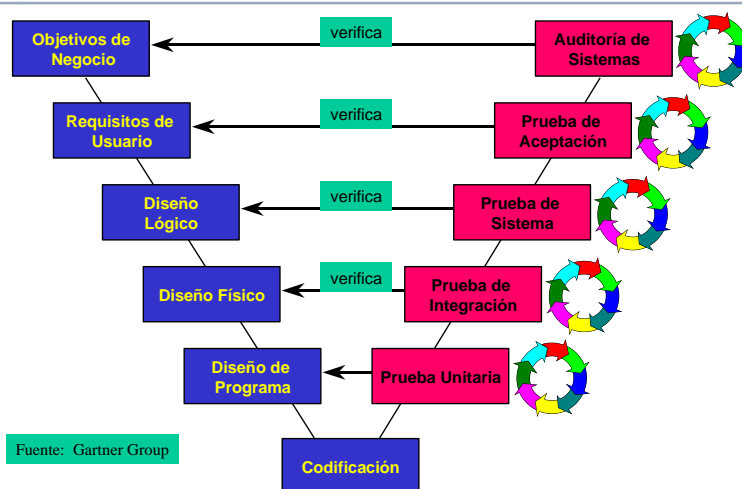 Objetivos de
Negocio
verifica
Auditoría de
Sistemas
Requisitos de
Usuario
verifica
Prueba de
Aceptación
Diseño
Lógico
verifica
Prueba de
Sistema
Diseño Físico
verifica
Prueba de
Integración
Diseño de
Programa
Prueba Unitaria
Fuente: Gartner Group
Codificación